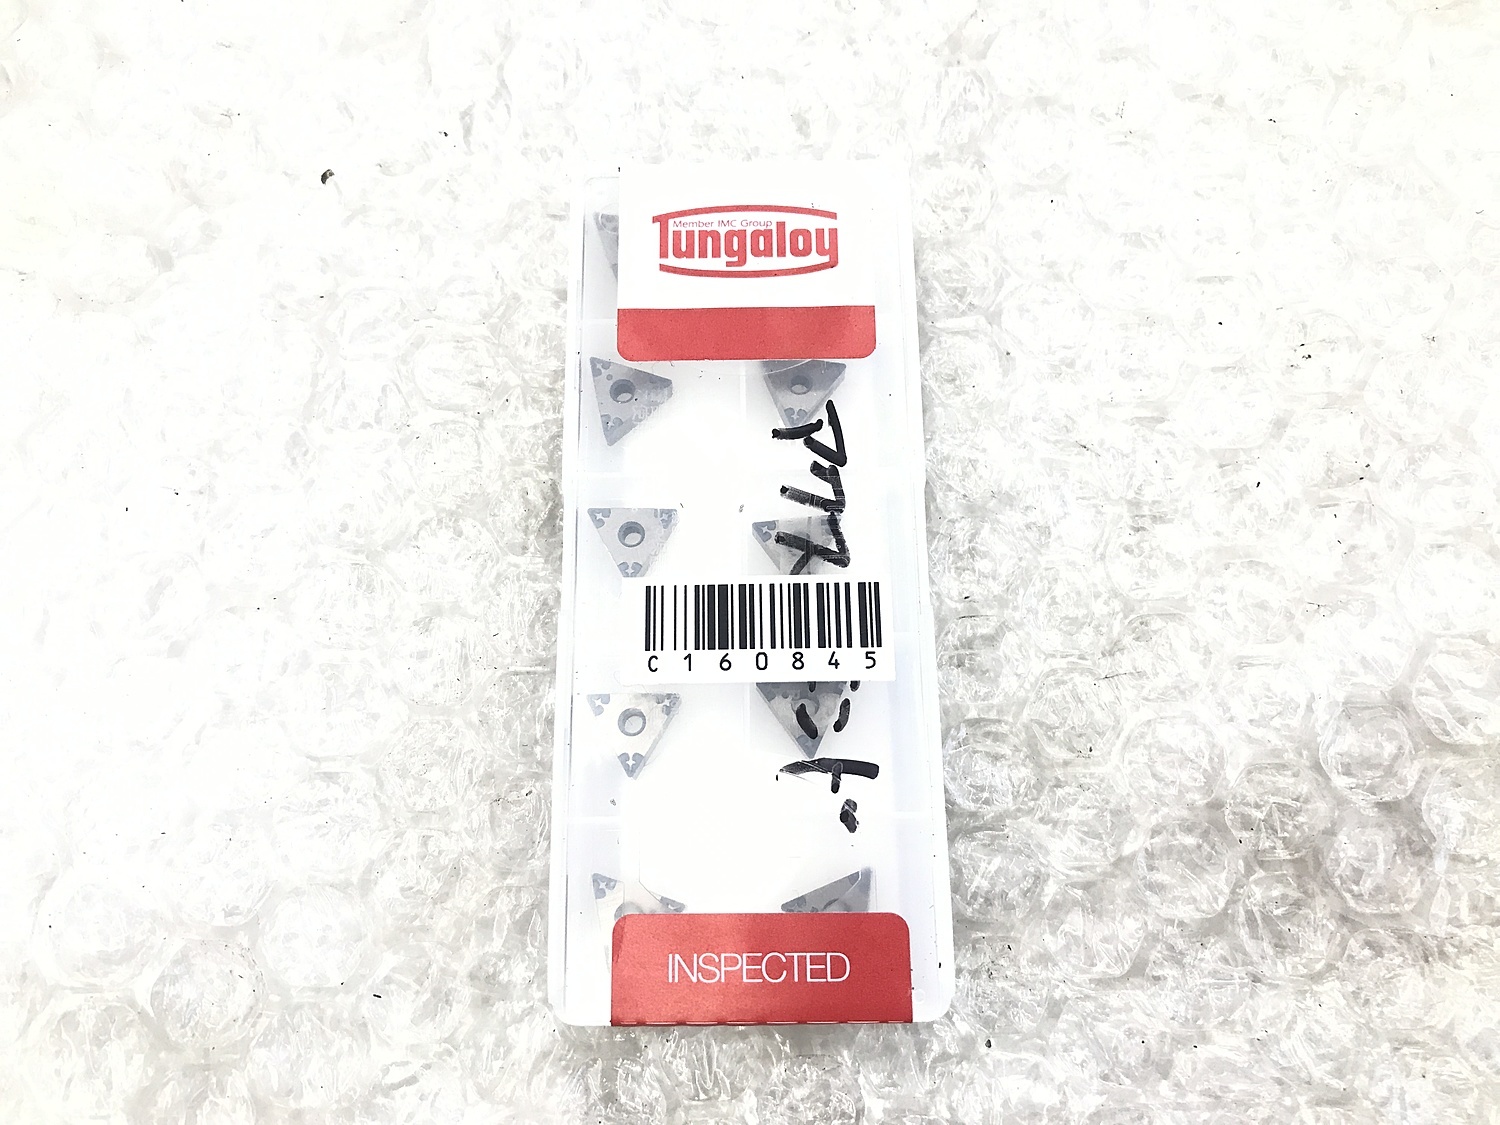 Member IMC Group
Tungaloy
C160845
INSPECTED